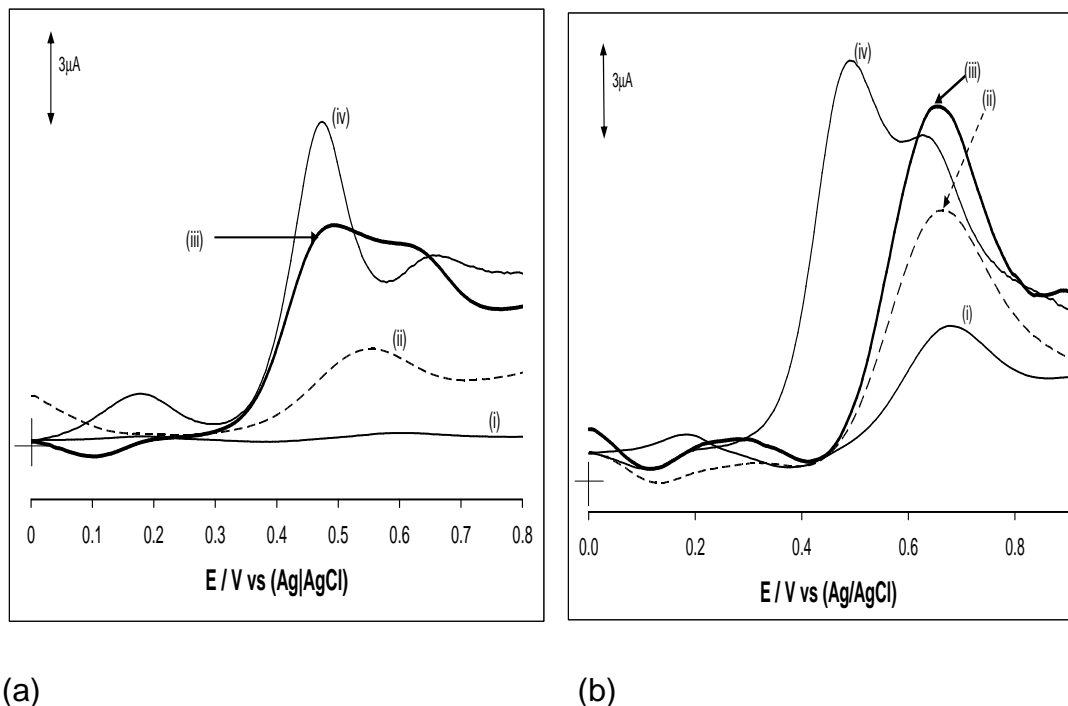 3µA
(iv)
(iii)
(ii)
(i)
0 0.1 0.2 0.3 0.4 0.5 0.6 0.7 0.8
E / V vs (Ag|AgCl)
(a)
3µA
(iv)
(iii)
(ii)
(i)
0.0 0.2 0.4 0.6 0.8
E / V vs (Ag/AgCl)
(b)